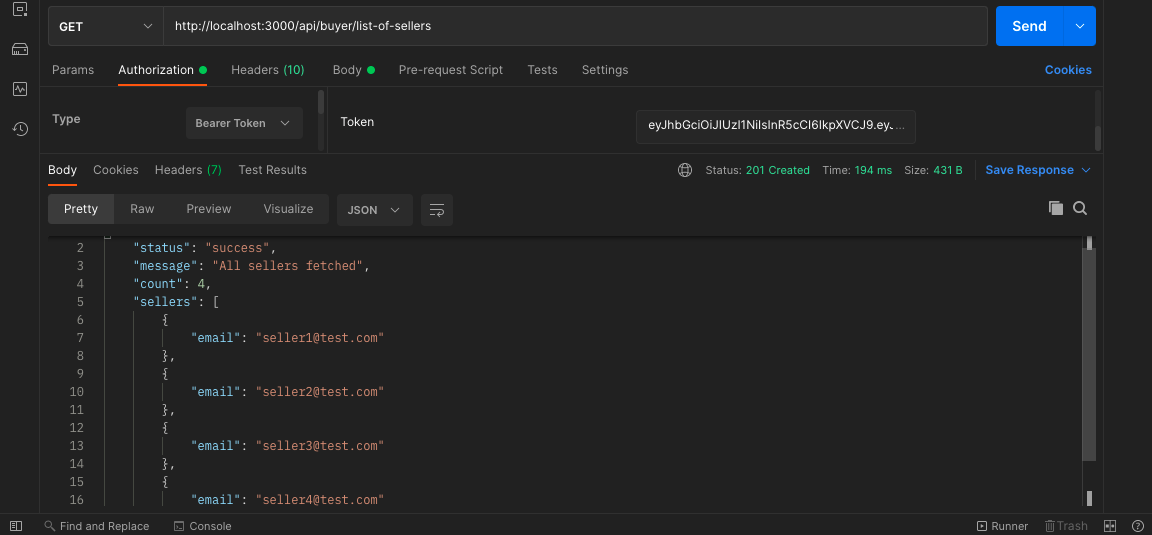 GET http://localhost:3000/api/buyer/list-of-sellers Send
Params Authorization Headers (10) Body Pre-request Script Tests Settings Cookies
Type Bearer Token Token eyJhbGciOiJIUzI1NiIsInR5cCI6IkpXVCJ9.ey...
Body Cookies Headers (7) Test Results Status: 201 Created Time: 194 ms Size: 431 B Save Response
Pretty Raw Preview Visualize JSON
2 "status": "success",
3 "message": "All sellers fetched",
4 "count": 4,
5 "sellers": [
6 {
7 "email": "seller1@test.com"
8 },
9 {
10 "email": "seller2@test.com"
11 },
12 {
13 "email": "seller3@test.com"
14 },
15 {
16 "email": "seller4@test.com"
Find and Replace Console Runner Trash